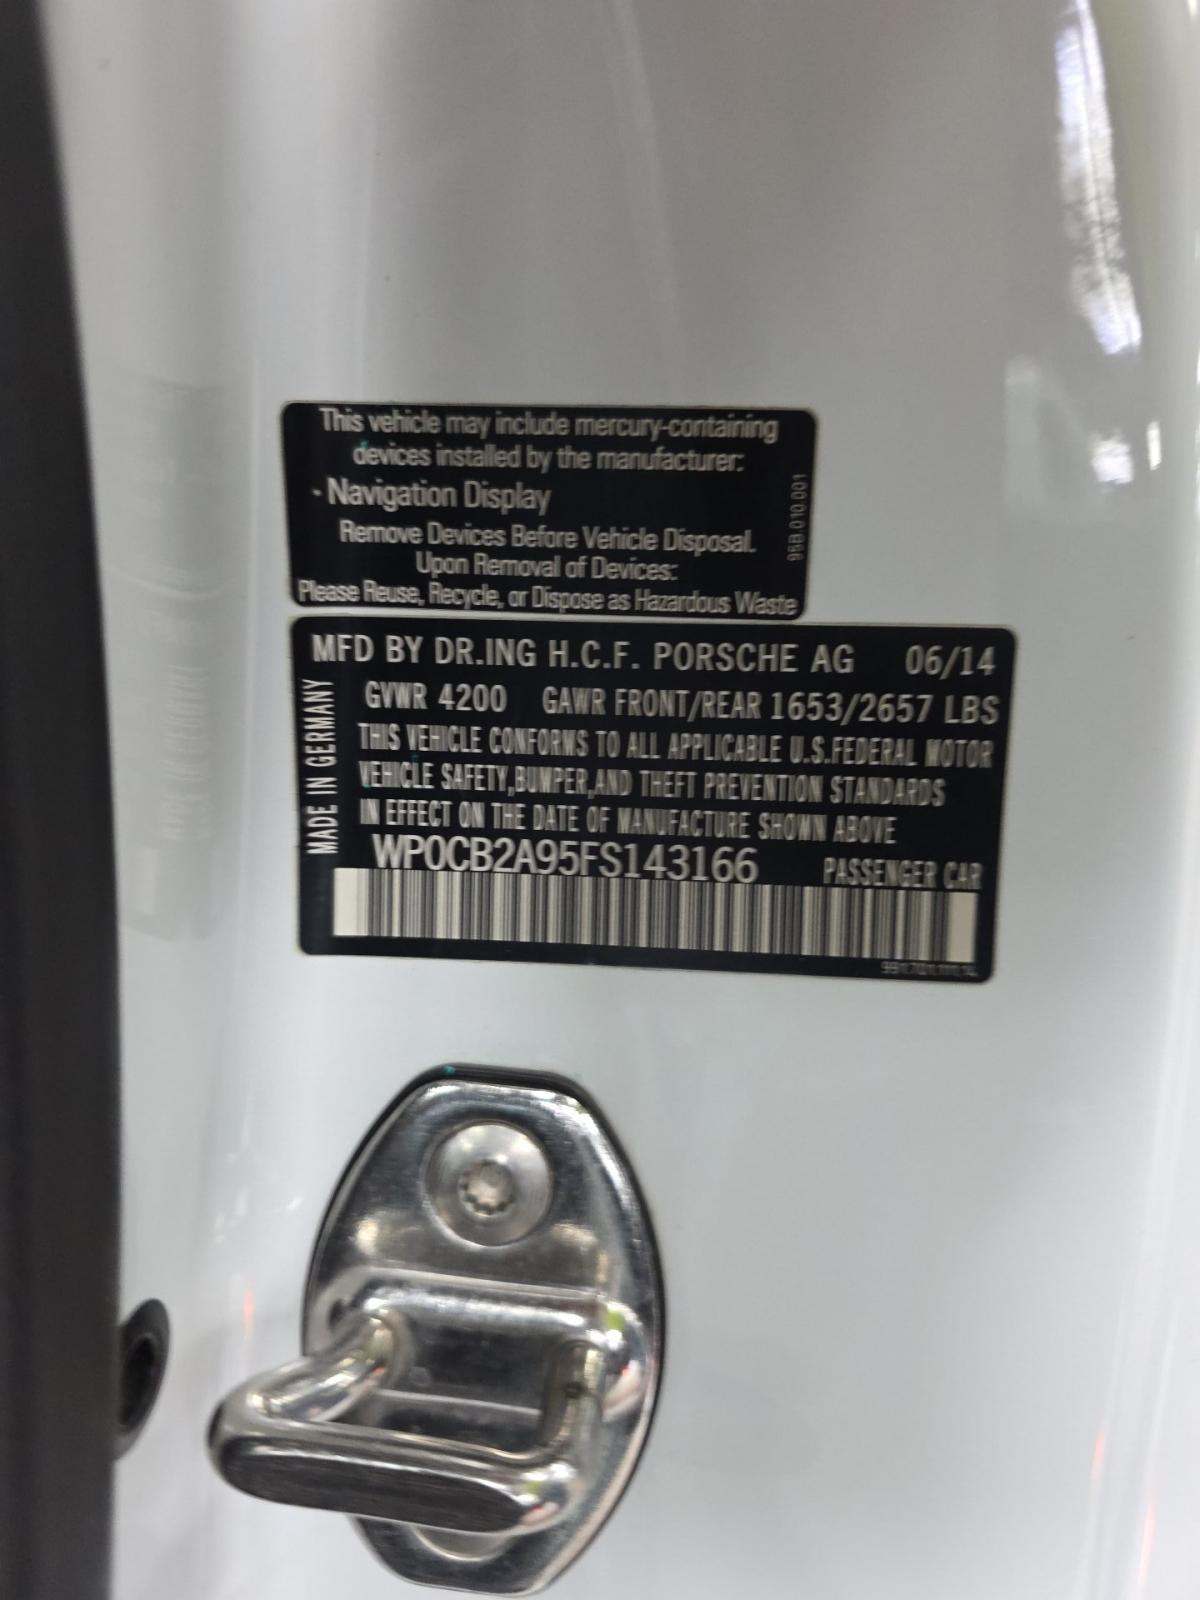 This vehicle may include mercury-containing
devices installed by the manufacturer:
- Navigation Display
Remove Devices Before Vehicle Disposal.
Upon Removal of Devices:
Please Reuse, Recycle, or Dispose as Hazardous Waste
95B.010.001
MFD BY DR.ING H.C.F. PORSCHE AG 06/14
GVWR 4200 GAWR FRONT/REAR 1653/2657 LBS
THIS VEHICLE CONFORMS TO ALL APPLICABLE U.S.FEDERAL MOTOR
VEHICLE SAFETY,BUMPER,AND THEFT PREVENTION STANDARDS
IN EFFECT ON THE DATE OF MANUFACTURE SHOWN ABOVE
WP0CB2A95FS143166 PASSENGER CAR
MADE IN GERMANY